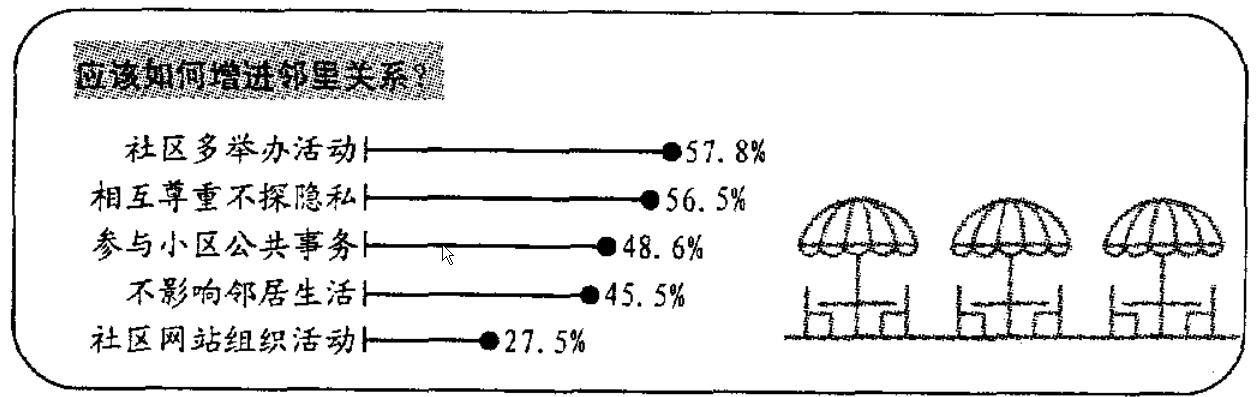 应该如何增进邻里关系?
社区多举办活动 57.8%
相互尊重不探隐私 56.5%
参与小区公共事务 48.6%
不影响邻居生活 45.5%
社区网站组织活动 27.5%